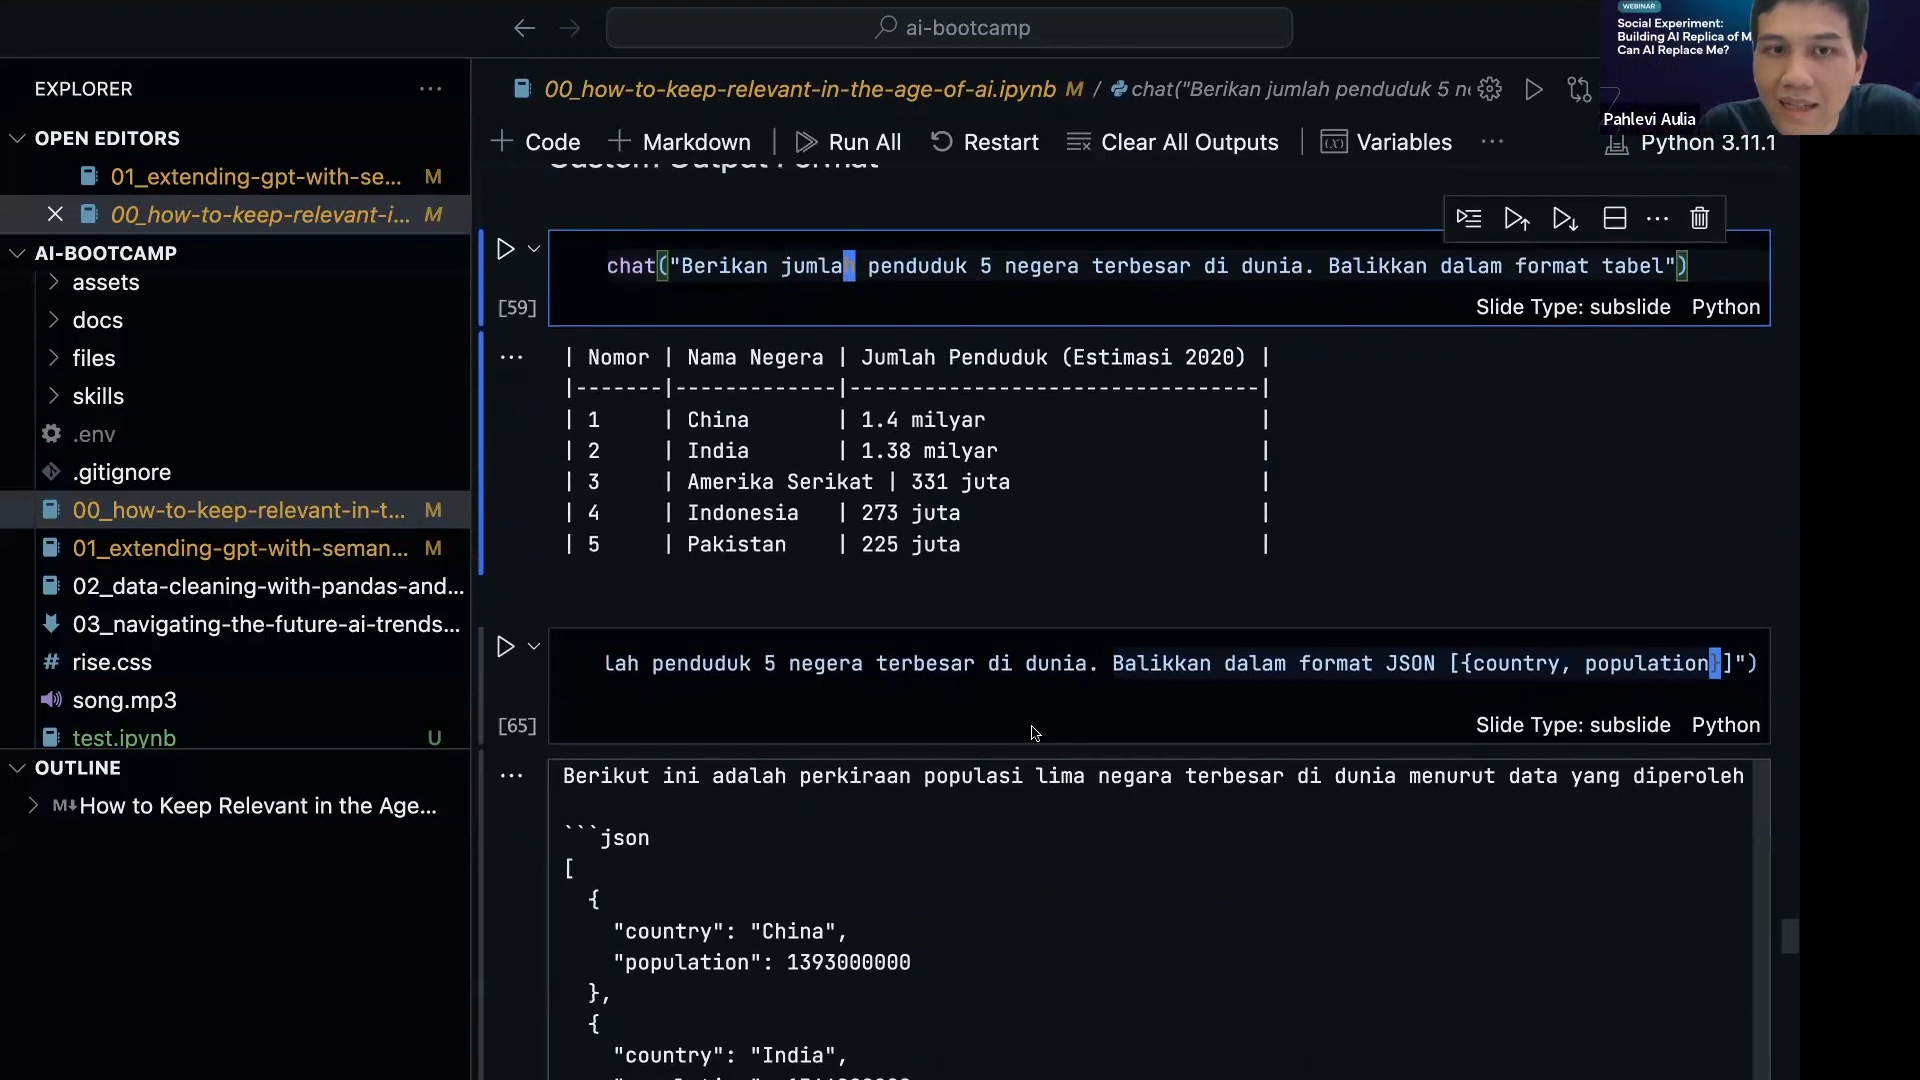 ai-bootcamp
WEBINAR
Social Experiment:
Building AI Replica of M
Can AI Replace Me?
Pahlevi Aulia
EXPLORER
OPEN EDITORS
01_extending-gpt-with-se... M
00_how-to-keep-relevant-i... M
AI-BOOTCAMP
assets
docs
files
skills
.env
.gitignore
00_how-to-keep-relevant-in-t... M
01_extending-gpt-with-seman... M
02_data-cleaning-with-pandas-and...
03_navigating-the-future-ai-trends...
# rise.css
song.mp3
test.ipynb U
OUTLINE
M↓How to Keep Relevant in the Age...
00_how-to-keep-relevant-in-the-age-of-ai.ipynb M / chat("Berikan jumlah penduduk 5 n
+ Code + Markdown | Run All Restart Clear All Outputs | Variables ... Python 3.11.1
Custom Output Format
chat("Berikan jumlah penduduk 5 negera terbesar di dunia. Balikkan dalam format tabel")
[59] Slide Type: subslide Python
| Nomor | Nama Negera | Jumlah Penduduk (Estimasi 2020) |
|-------|-------------|---------------------------------|
| 1 | China | 1.4 milyar |
| 2 | India | 1.38 milyar |
| 3 | Amerika Serikat | 331 juta |
| 4 | Indonesia | 273 juta |
| 5 | Pakistan | 225 juta |
lah penduduk 5 negera terbesar di dunia. Balikkan dalam format JSON [{country, population}]")
[65] Slide Type: subslide Python
Berikut ini adalah perkiraan populasi lima negara terbesar di dunia menurut data yang diperoleh
```json
[
{
"country": "China",
"population": 1393000000
},
{
"country": "India",